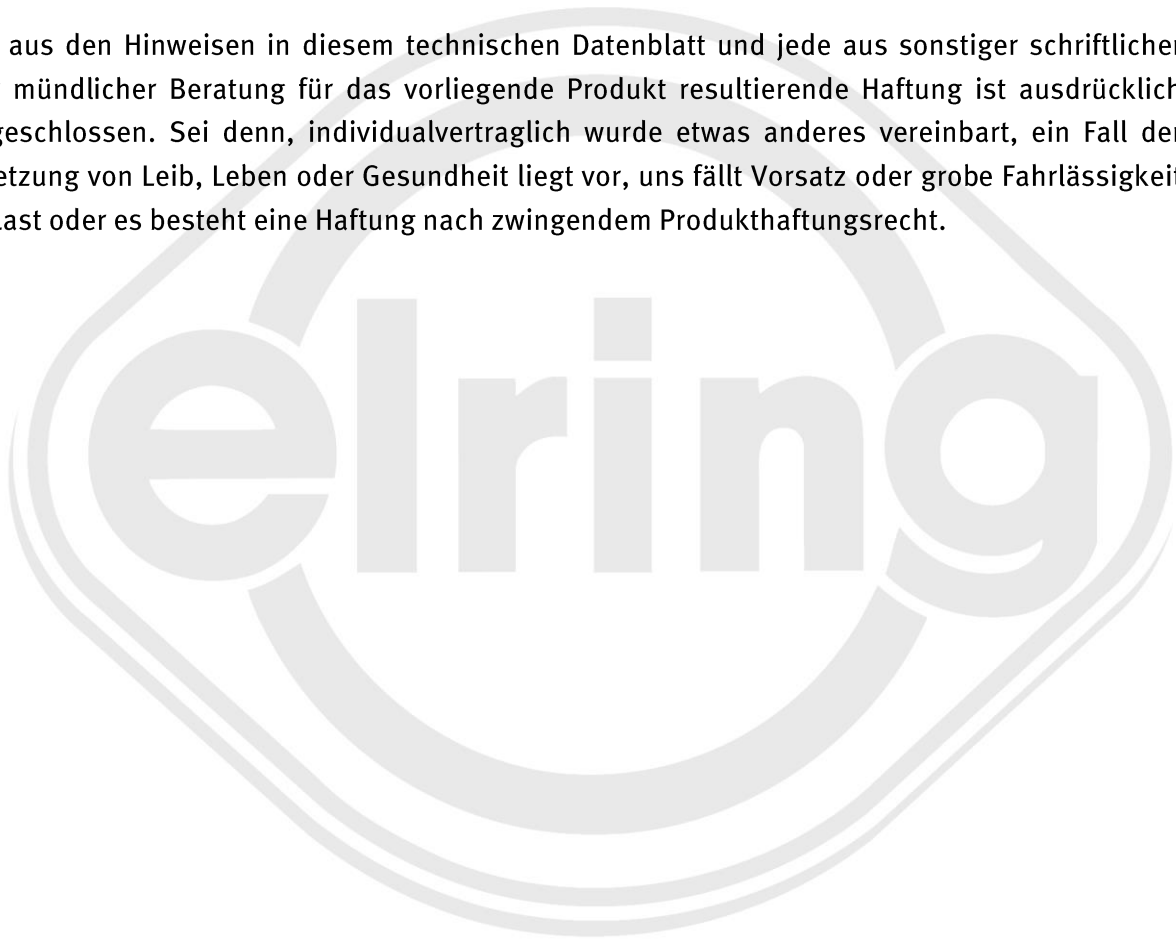 aus den Hinweisen in diesem technischen Datenblatt und jede aus sonstiger schriftlicher
mündlicher Beratung für das vorliegende Produkt resultierende Haftung ist ausdrücklich
geschlossen. Sei denn, individualvertraglich wurde etwas anderes vereinbart, ein Fall der
etzung von Leib, Leben oder Gesundheit liegt vor, uns fällt Vorsatz oder grobe Fahrlässigkeit
Last oder es besteht eine Haftung nach zwingendem Produkthaftungsrecht.
elring